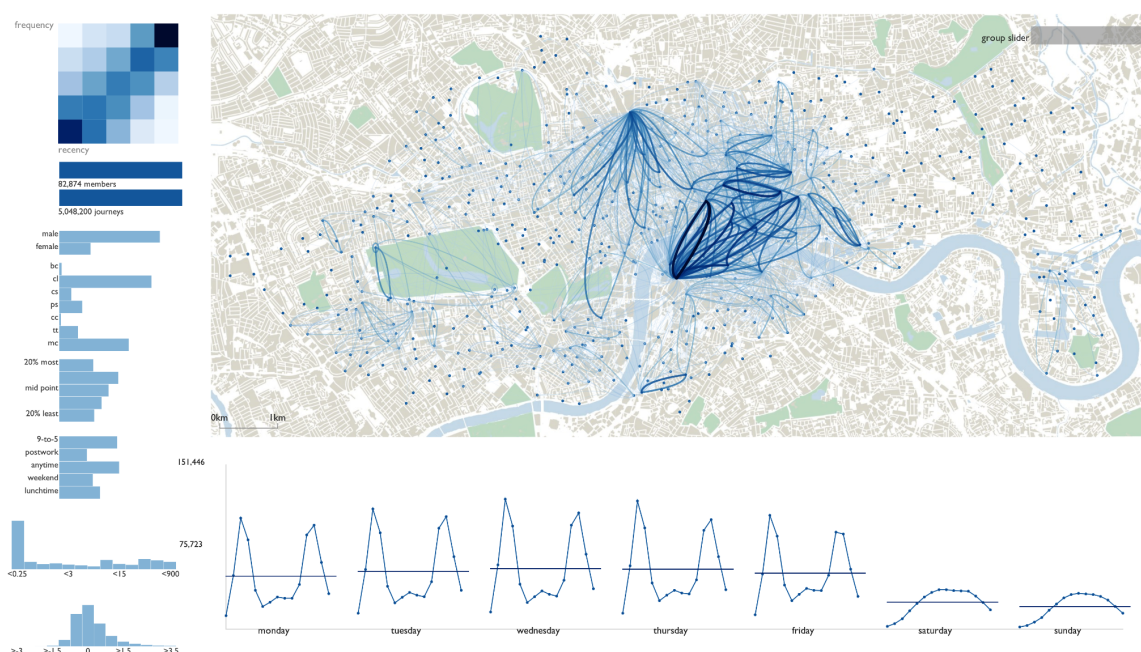 frequency
recency
82,874 members
5,048,200 journeys
male
female
bc
cl
cs
ps
cc
tt
mc
20% most
mid point
20% least
9-to-5
postwork
anytime
weekend
lunchtime
<0.25 <3 <15 <900
≥-3 ≥-1.5 0 ≥1.5 ≥3.5
group slider
0km 1km
151,446
75,723
monday tuesday wednesday thursday friday saturday sunday